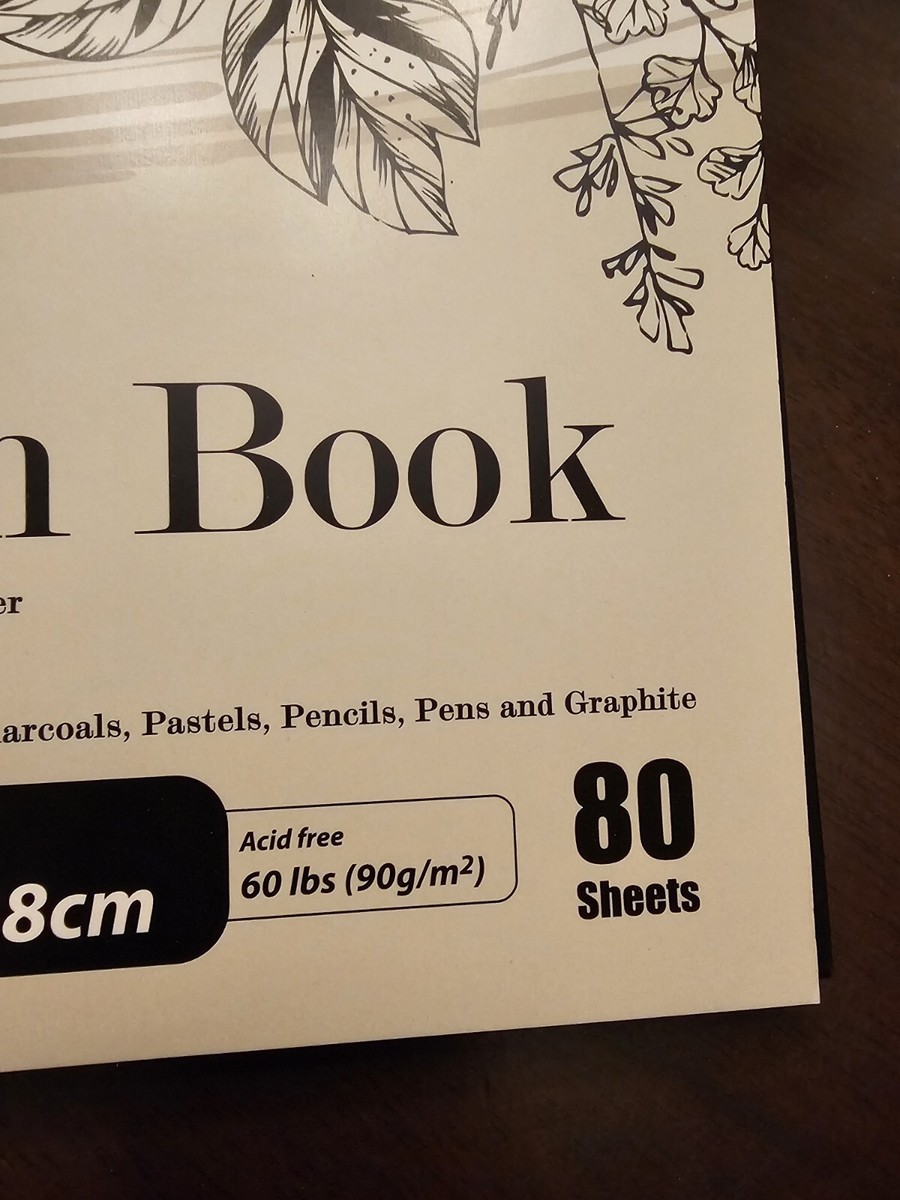 Book
er
arcoals, Pastels, Pencils, Pens and Graphite
Acid free
60 lbs (90g/m²)
8cm
80
Sheets